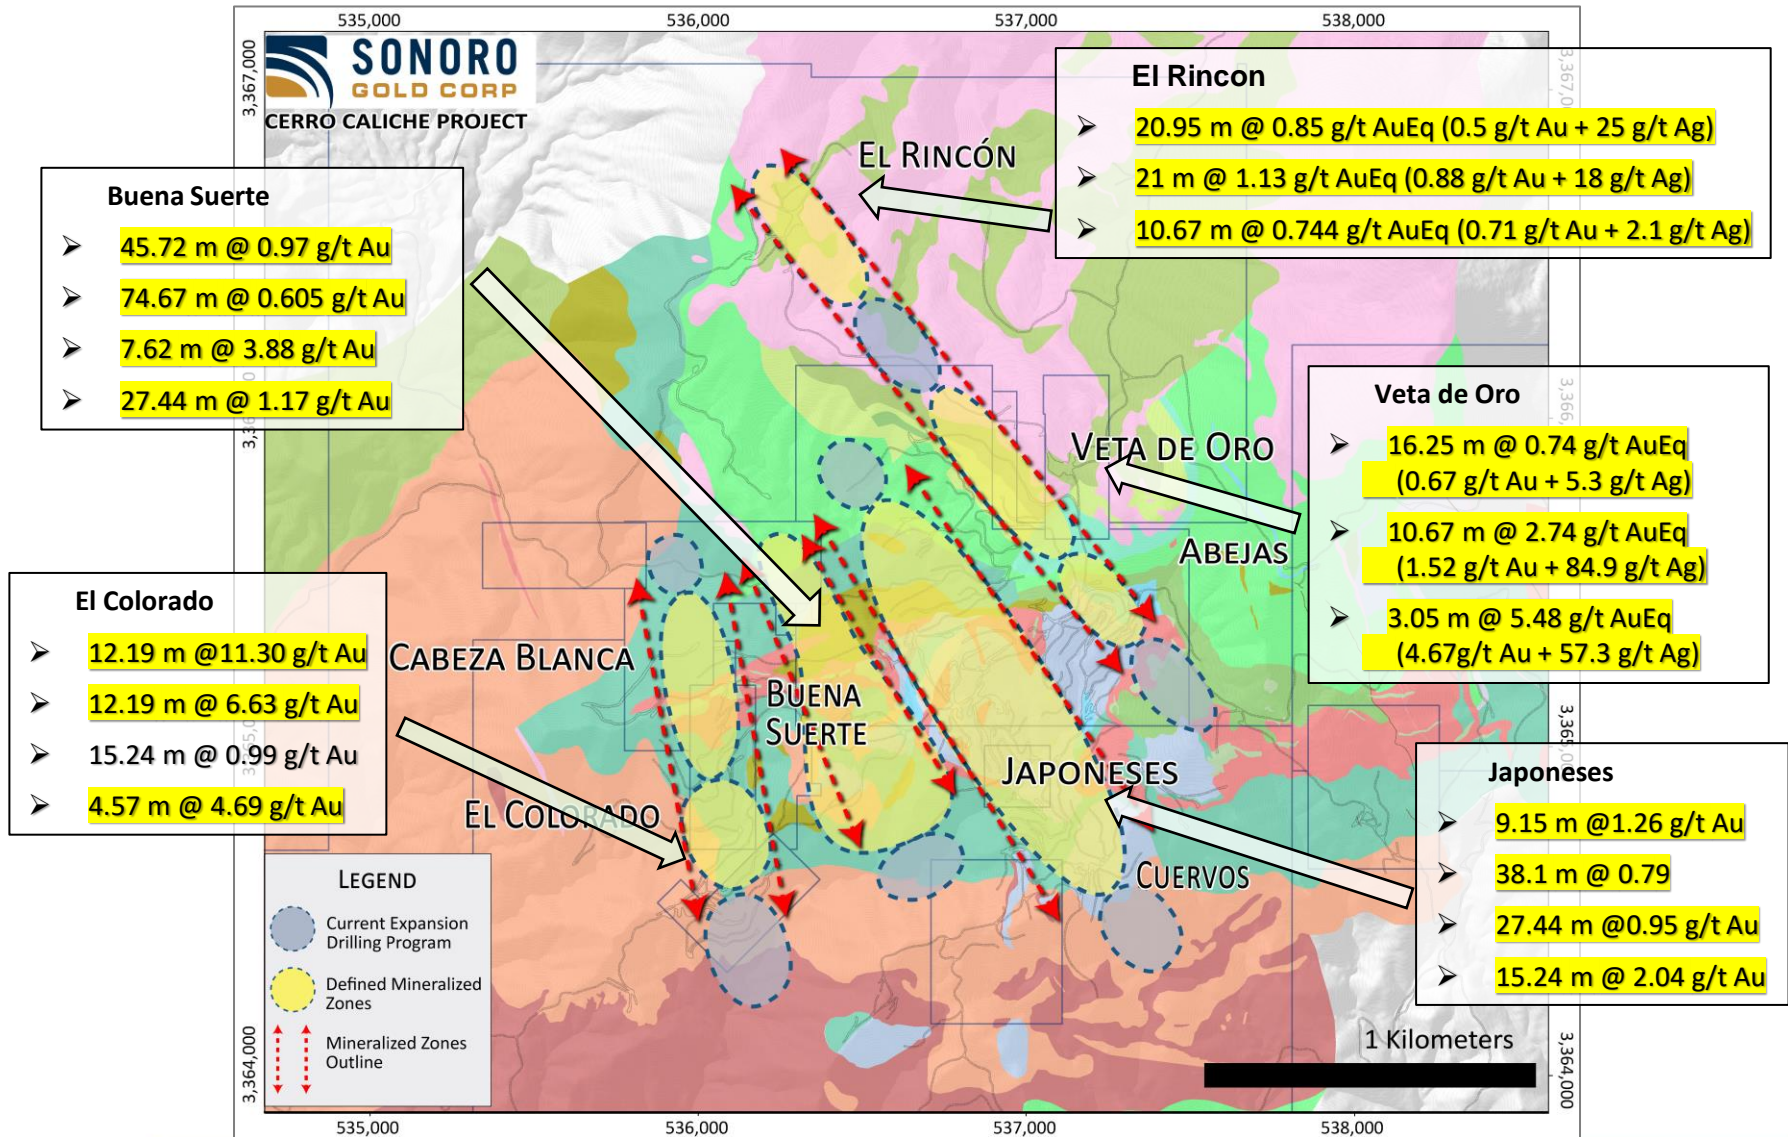 535,000
536,000
537,000
538,000
3,367,000
SONORO
GOLD CORP
CERRO CALICHE PROJECT
El Rincon
➢ 20.95 m @ 0.85 g/t AuEq (0.5 g/t Au + 25 g/t Ag)
➢ 21 m @ 1.13 g/t AuEq (0.88 g/t Au + 18 g/t Ag)
➢ 10.67 m @ 0.744 g/t AuEq (0.71 g/t Au + 2.1 g/t Ag)
EL RINCÓN
Buena Suerte
➢ 45.72 m @ 0.97 g/t Au
➢ 74.67 m @ 0.605 g/t Au
➢ 7.62 m @ 3.88 g/t Au
➢ 27.44 m @ 1.17 g/t Au
Veta de Oro
➢ 16.25 m @ 0.74 g/t AuEq
(0.67 g/t Au + 5.3 g/t Ag)
➢ 10.67 m @ 2.74 g/t AuEq
(1.52 g/t Au + 84.9 g/t Ag)
➢ 3.05 m @ 5.48 g/t AuEq
(4.67g/t Au + 57.3 g/t Ag)
VETA DE ORO
ABEJAS
El Colorado
➢ 12.19 m @11.30 g/t Au
➢ 12.19 m @ 6.63 g/t Au
➢ 15.24 m @ 0.99 g/t Au
➢ 4.57 m @ 4.69 g/t Au
CABEZA BLANCA
BUENA
SUERTE
JAPONESES
EL COLORADO
CUERVOS
Japoneses
➢ 9.15 m @1.26 g/t Au
➢ 38.1 m @ 0.79
➢ 27.44 m @0.95 g/t Au
➢ 15.24 m @ 2.04 g/t Au
LEGEND
Current Expansion
Drilling Program
Defined Mineralized
Zones
Mineralized Zones
Outline
1 Kilometers
3,364,000
3,364,000
535,000
536,000
537,000
538,000